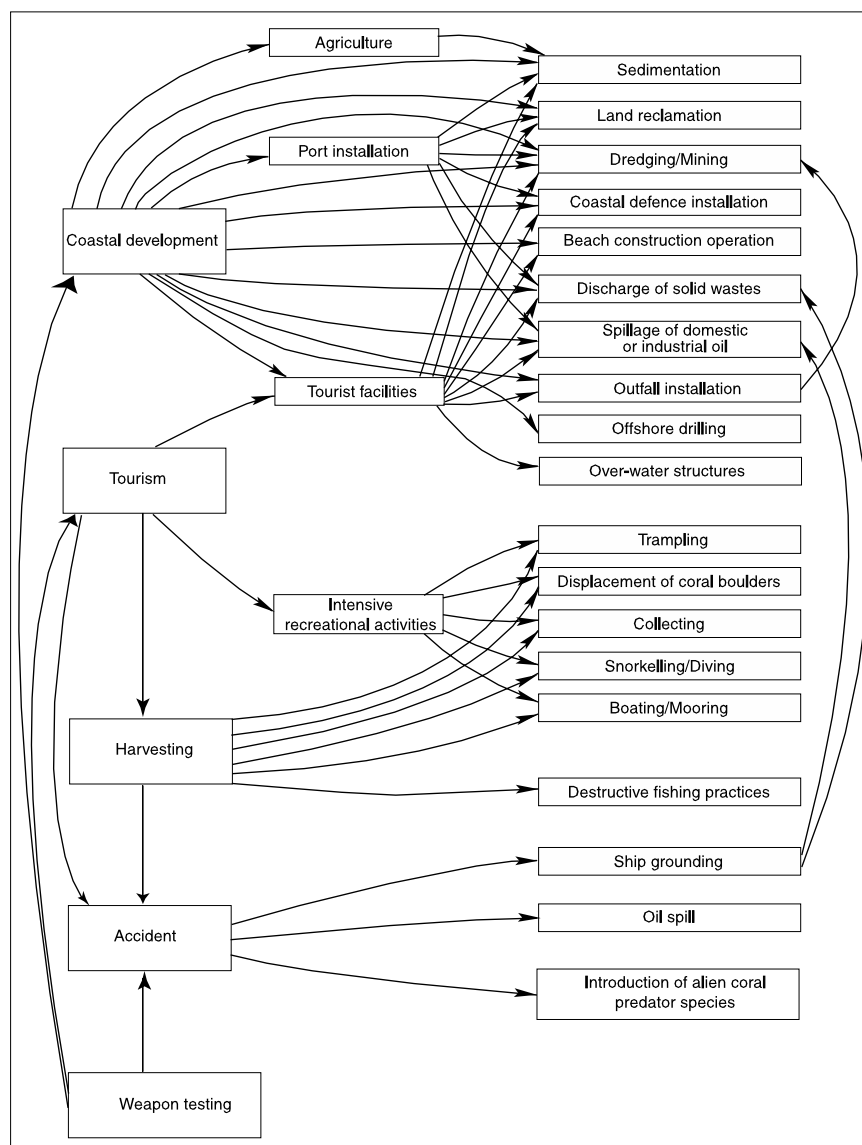 Agriculture
Sedimentation
Land reclamation
Port installation
Dredging/Mining
Coastal defence installation
Coastal development
Beach construction operation
Discharge of solid wastes
Spillage of domestic
or industrial oil
Tourist facilities
Outfall installation
Offshore drilling
Over-water structures
Tourism
Trampling
Displacement of coral boulders
Intensive
recreational activities
Collecting
Snorkelling/Diving
Boating/Mooring
Harvesting
Destructive fishing practices
Ship grounding
Oil spill
Accident
Introduction of alien coral
predator species
Weapon testing